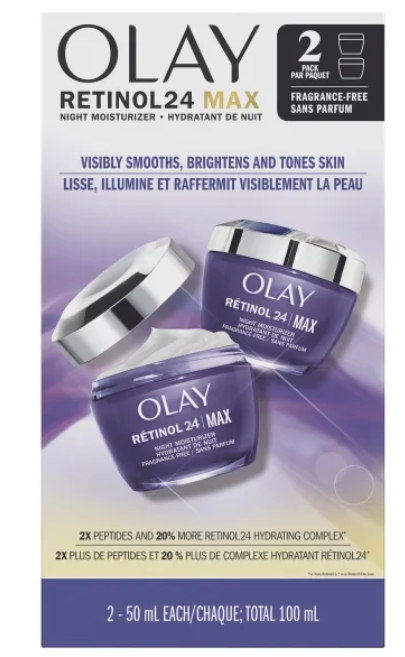 OLAY
RETINOL24 MAX
NIGHT MOISTURIZER • HYDRATANT DE NUIT
2
PACK
PAR PAQUET
FRAGRANCE-FREE
SANS PARFUM
VISIBLY SMOOTHS, BRIGHTENS AND TONES SKIN
LISSE, ILLUMINE ET RAFFERMIT VISIBLEMENT LA PEAU
OLAY
RÉTINOL 24 | MAX
NIGHT MOISTURIZER
HYDRATANT DE NUIT
FRAGRANCE-FREE / SANS PARFUM
OLAY
RÉTINOL 24 | MAX
NIGHT MOISTURIZER
HYDRATANT DE NUIT
FRAGRANCE-FREE / SANS PARFUM
2X PEPTIDES AND 20% MORE RETINOL24 HYDRATING COMPLEX*
2X PLUS DE PEPTIDES ET 20 % PLUS DE COMPLEXE HYDRATANT RÉTINOL24*
2 - 50 mL EACH/CHAQUE; TOTAL 100 mL